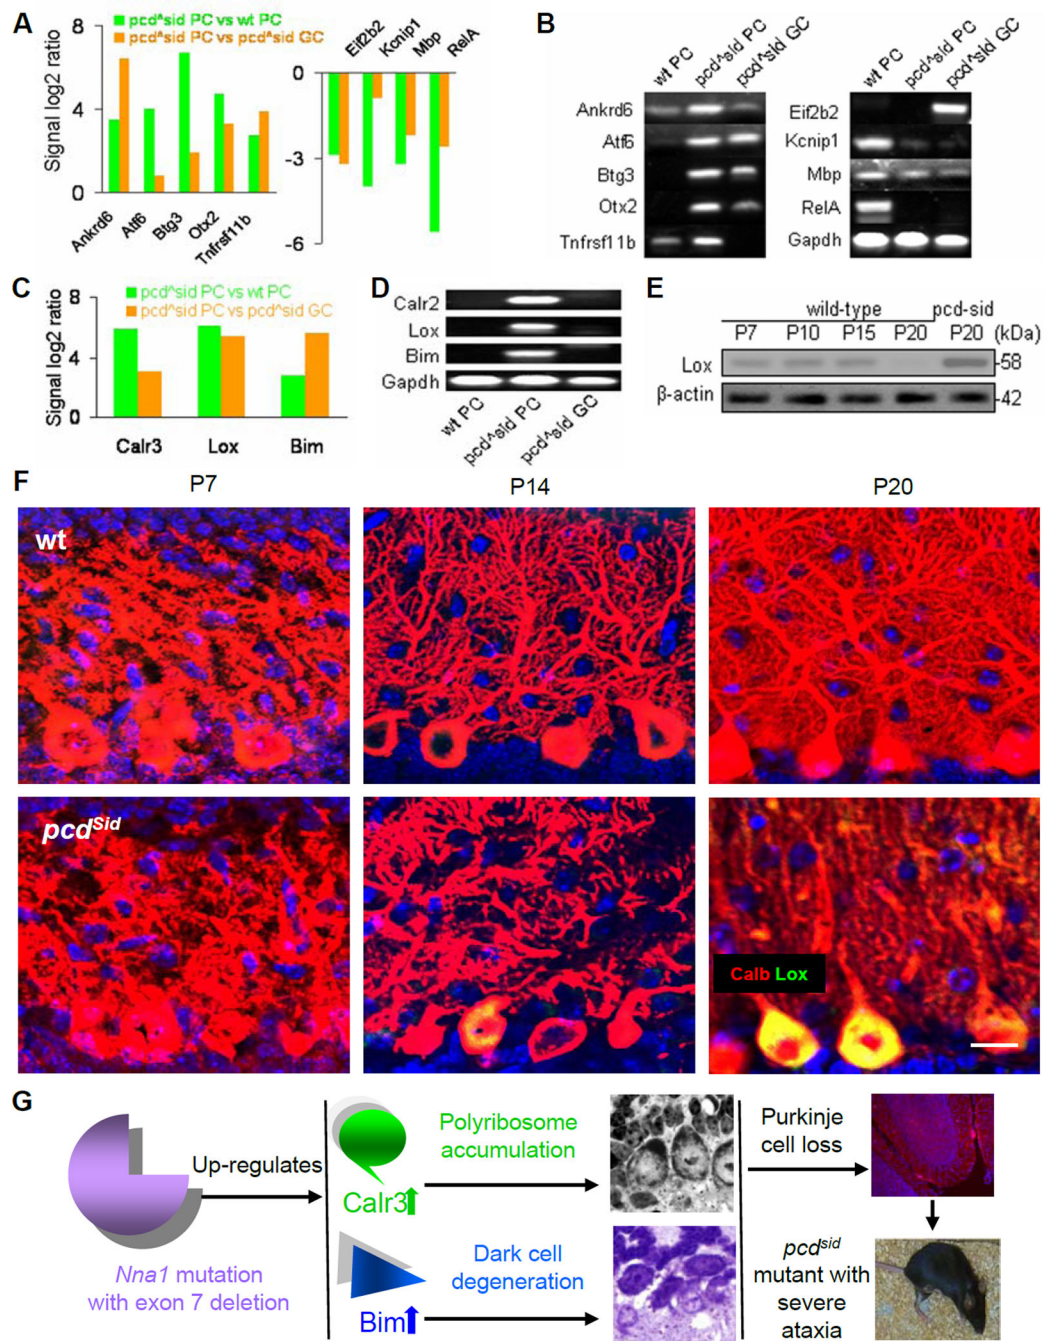 A
pcd^sid PC vs wt PC
pcd^sid PC vs pcd^sid GC
Signal log2 ratio
8
4
0
Ankrd6
Atf6
Btg3
Otx2
Tnfrsf11b
Eif2b2
Kcnip1
Mbp
RelA
0
-3
-6
B
wt PC
pcd^sid PC
pcd^sid GC
Ankrd6
Atf6
Btg3
Otx2
Tnfrsf11b
wt PC
pcd^sid PC
pcd^sid GC
Eif2b2
Kcnip1
Mbp
RelA
Gapdh
C
pcd^sid PC vs wt PC
pcd^sid PC vs pcd^sid GC
Signal log2 ratio
8
6
0
Calr3
Lox
Bim
D
Calr2
Lox
Bim
Gapdh
wt PC
pcd^sid PC
pcd^sid GC
E
wild-type
pcd-sid
P7 P10 P15 P20 P20 (kDa)
Lox
-58
β-actin
-42
F
P7
P14
P20
wt
pcdSid
Calb Lox
G
Nna1 mutation
with exon 7 deletion
Up-regulates
Calr3
Polyribosome
accumulation
Bim
Dark cell
degeneration
Purkinje
cell loss
pcdsid
mutant with
severe
ataxia